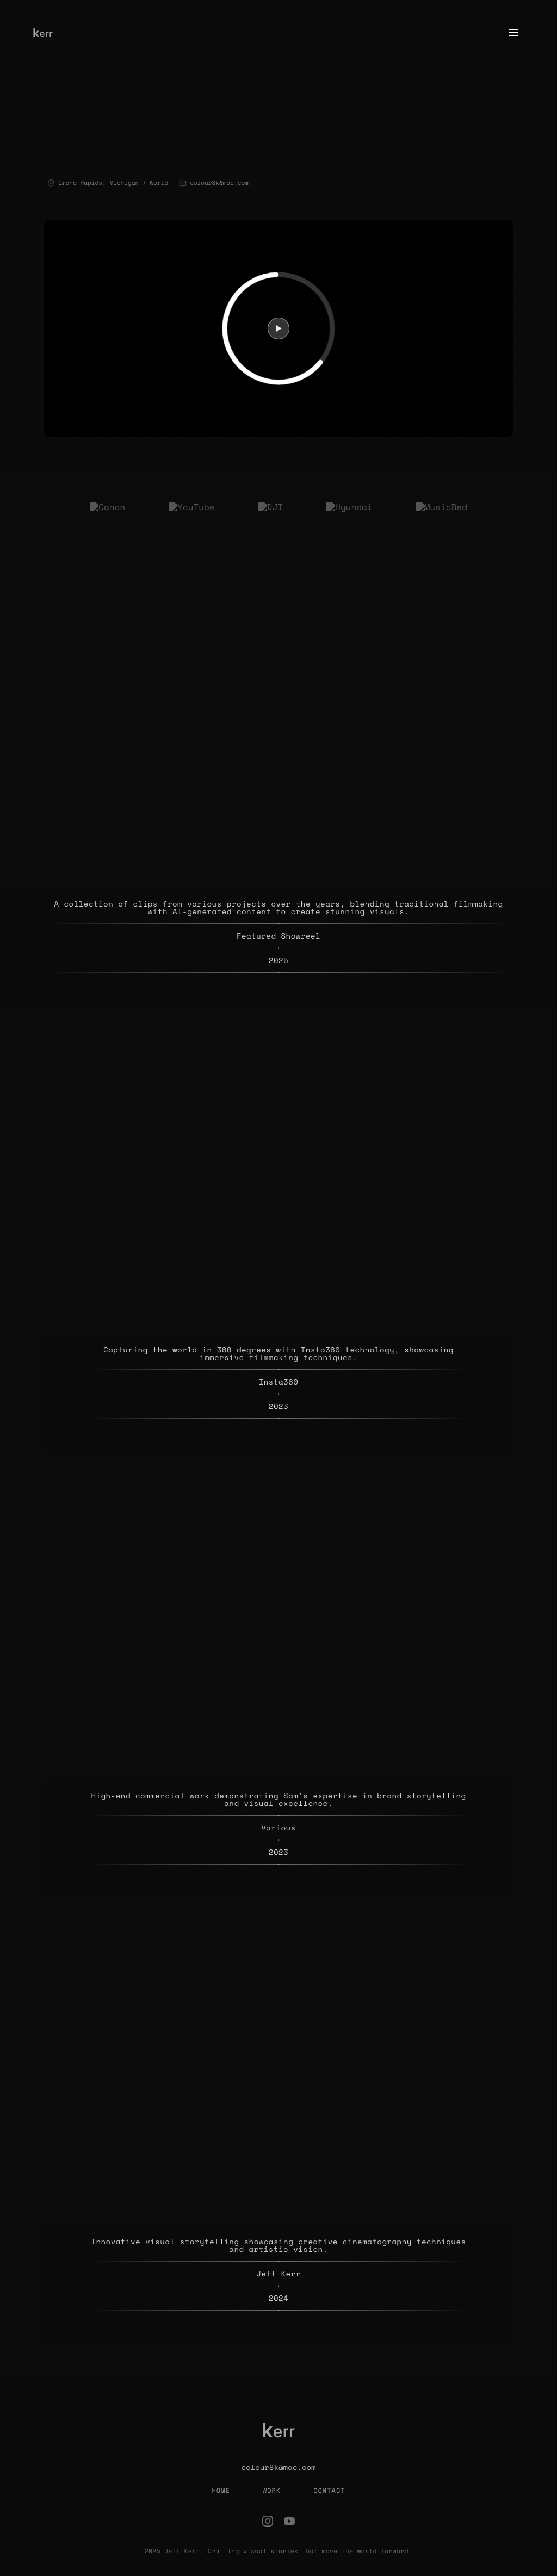 kerr
Grand Rapids, Michigan / World colour8k@mac.com
Canon YouTube DJI Hyundai MusicBed
A collection of clips from various projects over the years, blending traditional filmmaking
with AI-generated content to create stunning visuals.
Featured Showreel
2025
Capturing the world in 360 degrees with Insta360 technology, showcasing
immersive filmmaking techniques.
Insta360
2023
High-end commercial work demonstrating Sam's expertise in brand storytelling
and visual excellence.
Various
2023
Innovative visual storytelling showcasing creative cinematography techniques
and artistic vision.
Jeff Kerr
2024
kerr
colour8k@mac.com
HOME WORK CONTACT
2025 Jeff Kerr. Crafting visual stories that move the world forward.